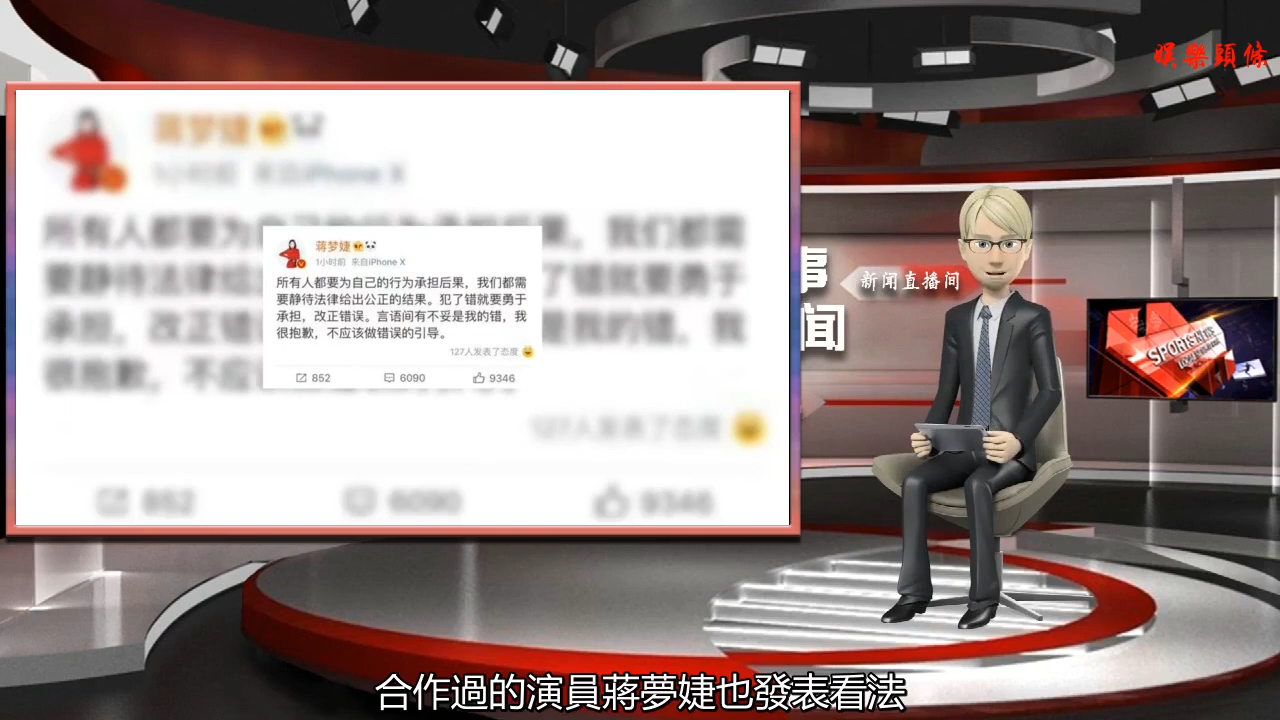 娛樂頭條
蒋梦婕
1小时前 来自iPhone X
所有人都要为自己的行为承担后果，我们都需
要静待法律给出公正的结果。犯了错就要勇于
承担，改正错误。言语间有不妥是我的错，我
很抱歉，不应该做错误的引导。
127人发表了态度
852 6090 9346
事
闻
新闻直播间
SPORTS
合作過的演員蔣夢婕也發表看法